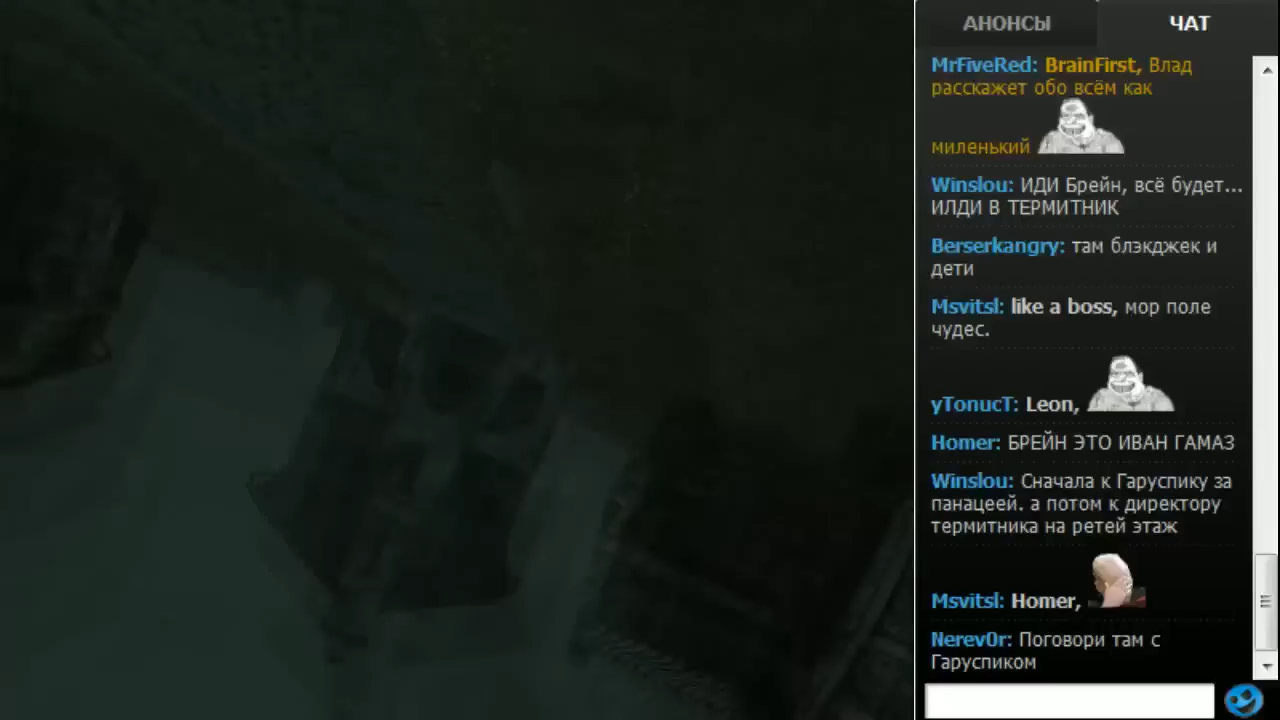 АНОНСЫ ЧАТ
MrFiveRed: BrainFirst, Влад
расскажет обо всём как
миленький
Winslou: ИДИ Брейн, всё будет...
ИЛДИ В ТЕРМИТНИК
Berserkangry: там блэкджек и
дети
Msvitsl: like a boss, мор поле
чудес.
yTonucT: Leon,
Homer: БРЕЙН ЭТО ИВАН ГАМАЗ
Winslou: Сначала к Гаруспику за
панацеей. а потом к директору
термитника на ретей этаж
Msvitsl: Homer,
Nerev0r: Поговори там с
Гаруспиком